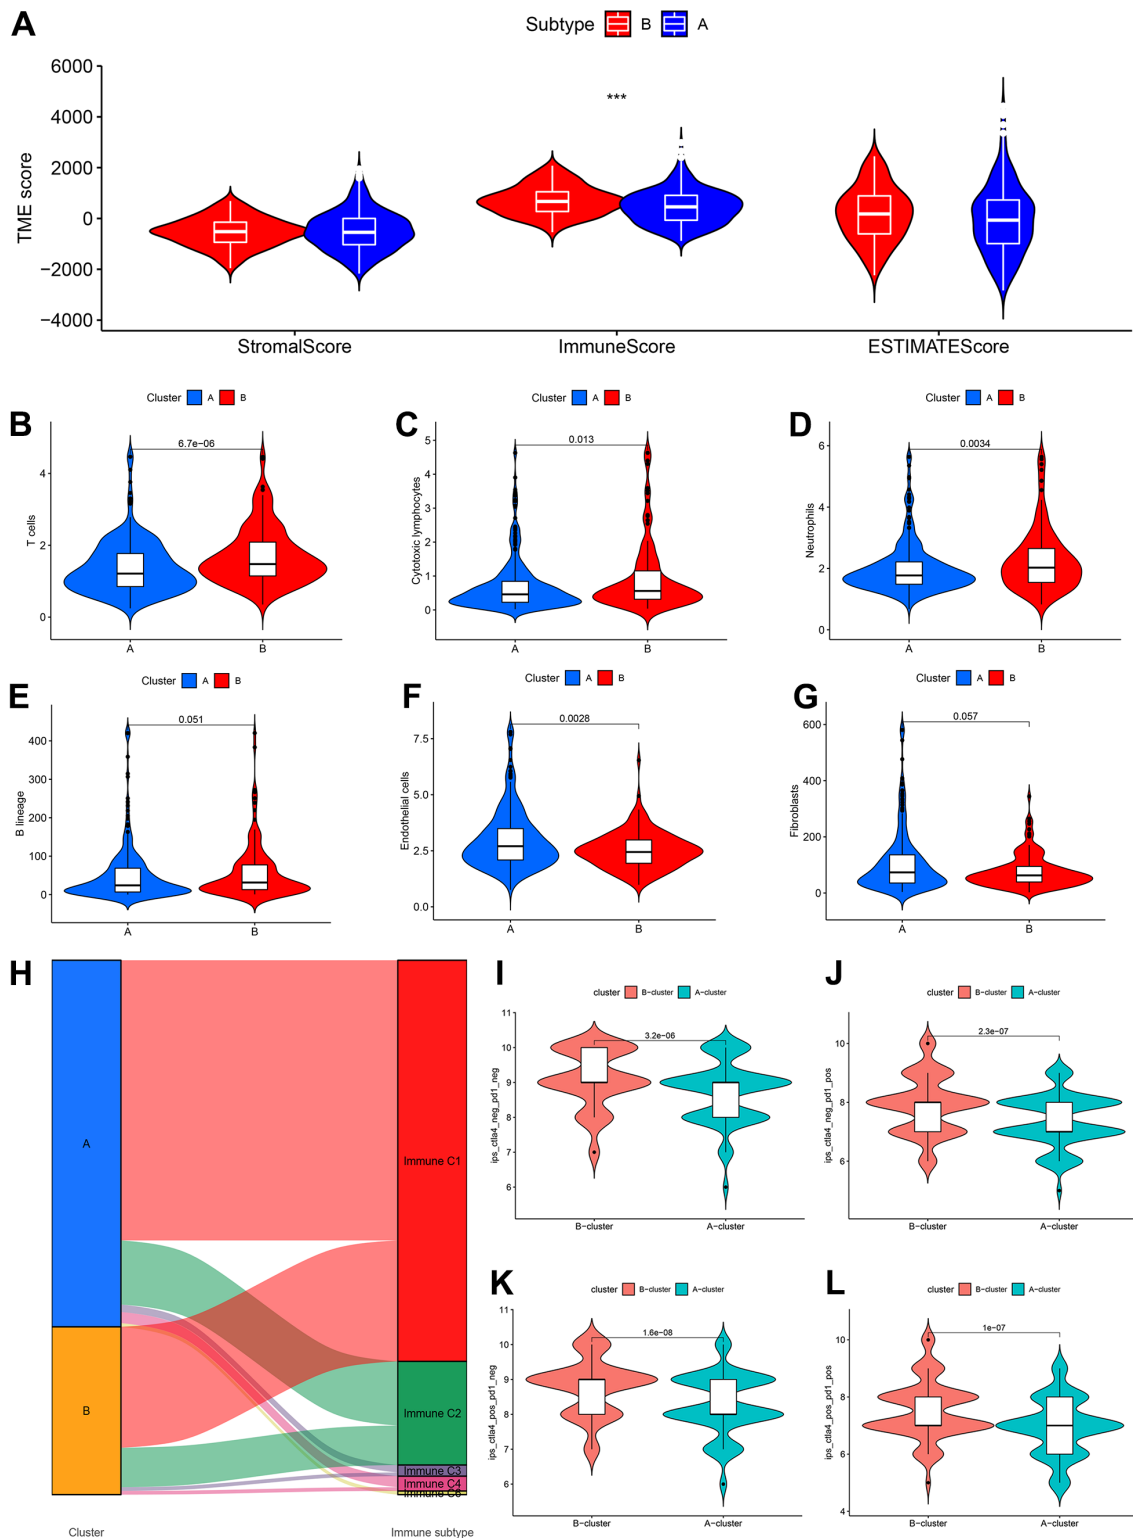 A
Subtype B A
TME score
6000
4000
2000
0
−2000
−4000
***
StromalScore
ImmuneScore
ESTIMATEScore
B
Cluster A B
T cells
4
2
0
6.7e−06
A B
C
Cluster A B
Cytotoxic lymphocytes
5
4
3
2
1
0
0.013
A B
D
Cluster A B
Neutrophils
6
4
2
0
0.0034
A B
E
Cluster A B
B lineage
400
300
200
100
0
0.051
A B
F
Cluster A B
Endothelial cells
7.5
5.0
2.5
0.0
0.0028
A B
G
Cluster A B
Fibroblasts
600
400
200
0
0.057
A B
H
A
B
Immune C1
Immune C2
Immune C3
Immune C4
Immune C5
Cluster
Immune subtype
I
cluster B−cluster A−cluster
ips_ctla4_neg_pd1_neg
11
10
9
8
7
6
3.2e−06
B−cluster A−cluster
J
cluster B−cluster A−cluster
ips_ctla4_neg_pd1_pos
10
8
6
2.3e−07
B−cluster A−cluster
K
cluster B−cluster A−cluster
ips_ctla4_pos_pd1_neg
11
10
9
8
7
6
1.6e−08
B−cluster A−cluster
L
cluster B−cluster A−cluster
ips_ctla4_pos_pd1_pos
10
8
6
4
1e−07
B−cluster A−cluster